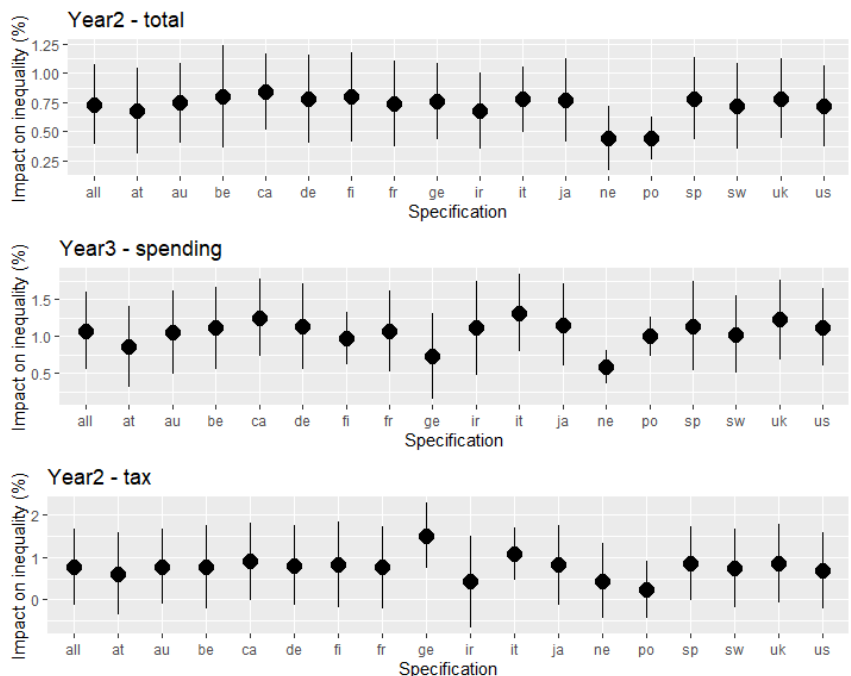 Year2 - total
Impact on inequality (%)
1.25
1.00
0.75
0.50
0.25
all at au be ca de fi fr ge ir it ja ne po sp sw uk us
Specification
Year3 - spending
Impact on inequality (%)
1.5
1.0
0.5
all at au be ca de fi fr ge ir it ja ne po sp sw uk us
Specification
Year2 - tax
Impact on inequality (%)
2
1
0
all at au be ca de fi fr ge ir it ja ne po sp sw uk us
Specification